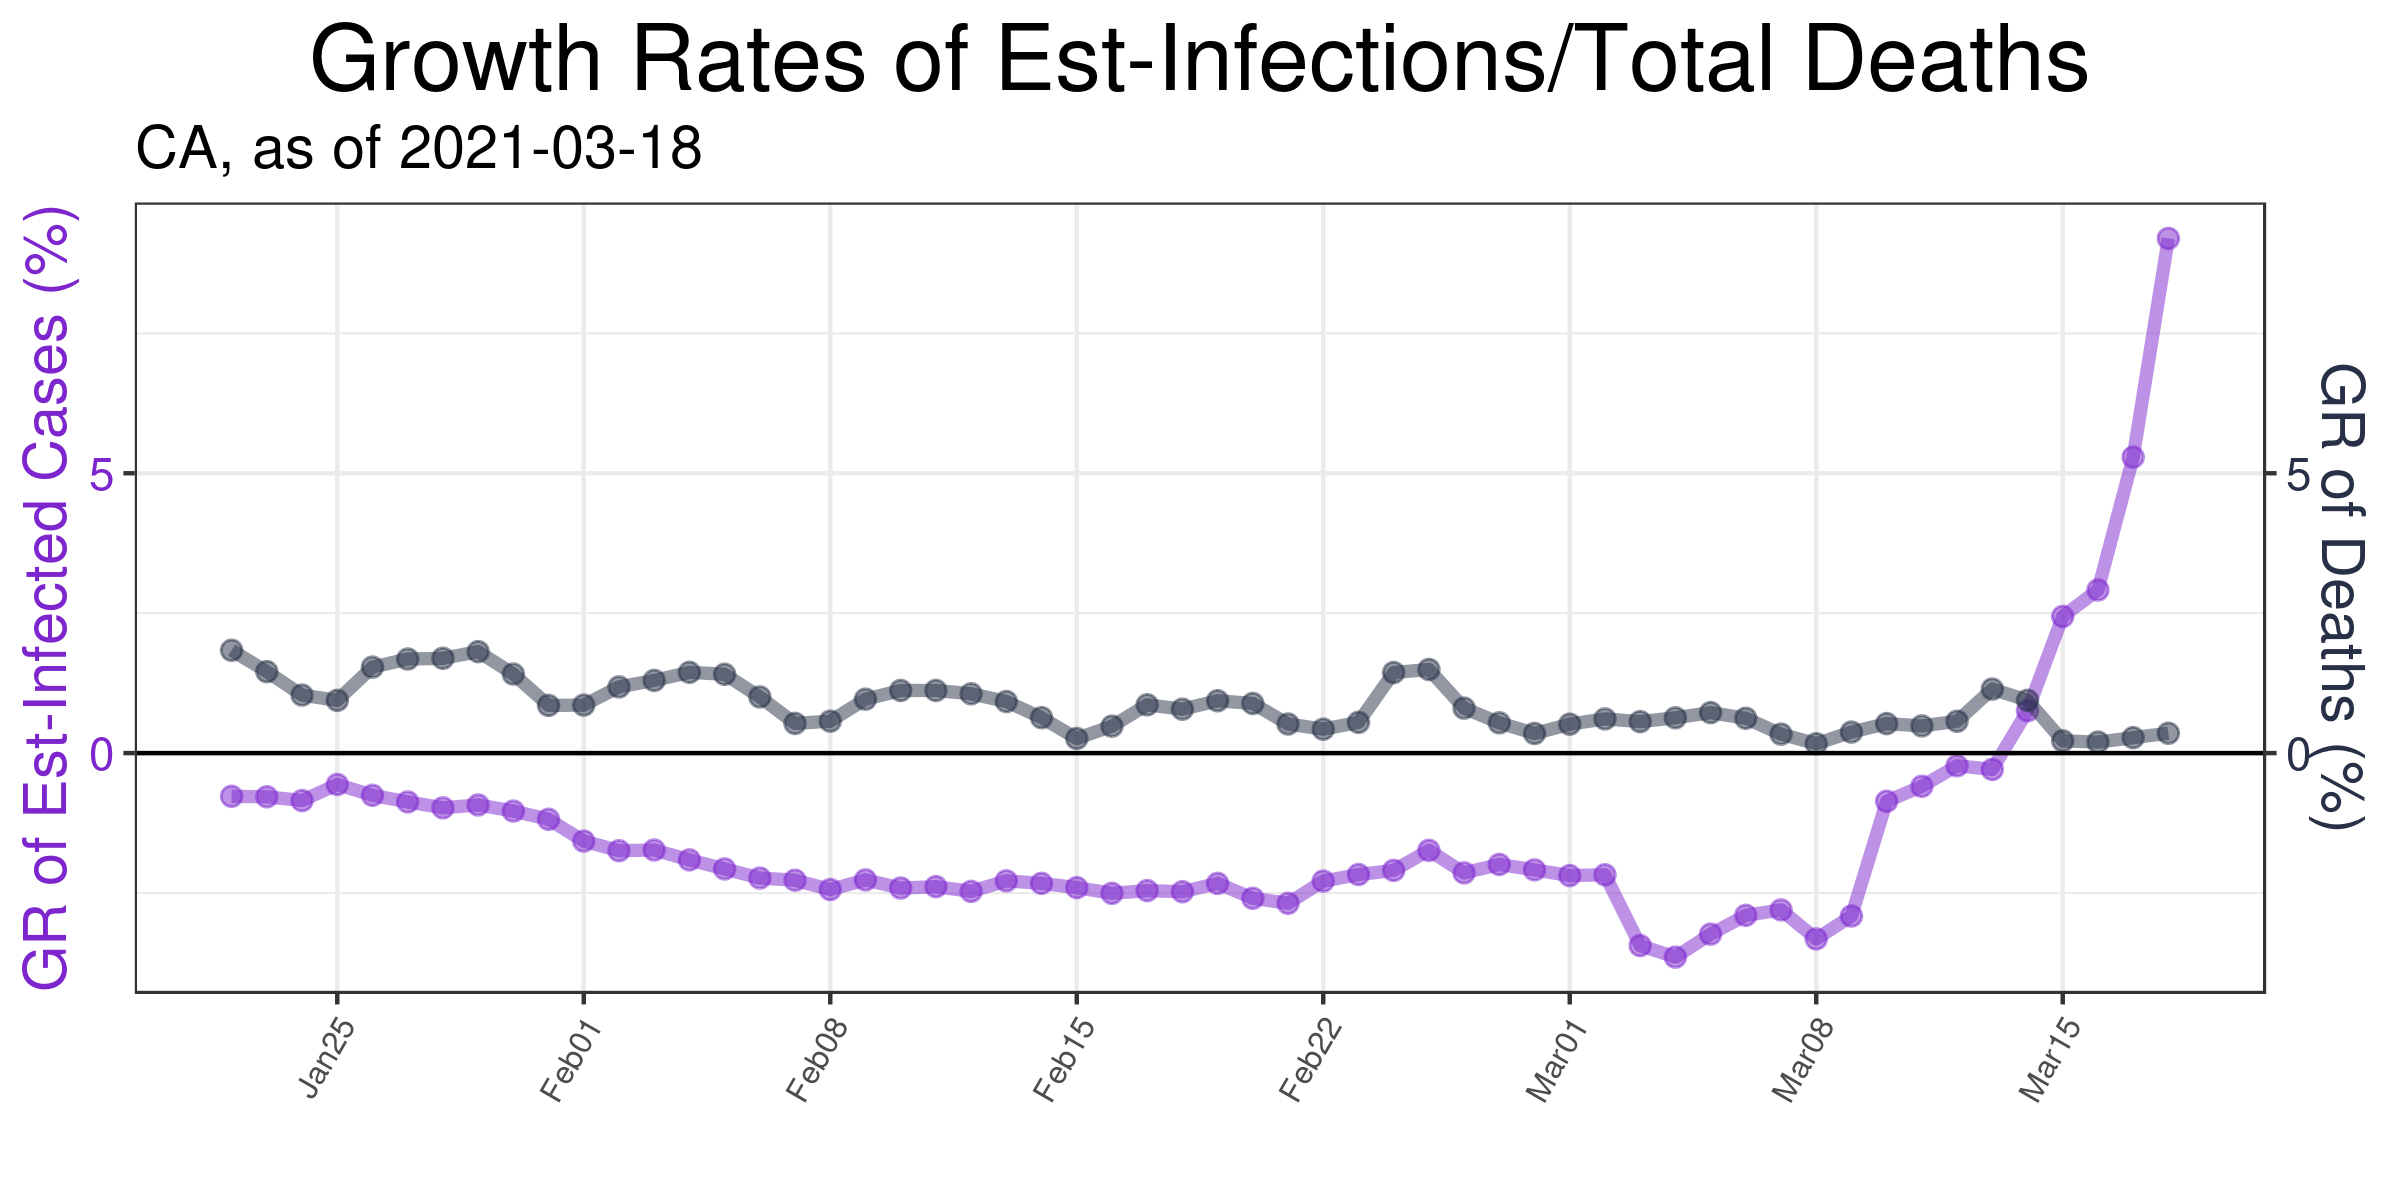 Growth Rates of Est-Infections/Total Deaths
CA, as of 2021-03-18
GR of Est-Infected Cases (%)
5
0
5
0
GR of Deaths (%)
Jan25
Feb01
Feb08
Feb15
Feb22
Mar01
Mar08
Mar15